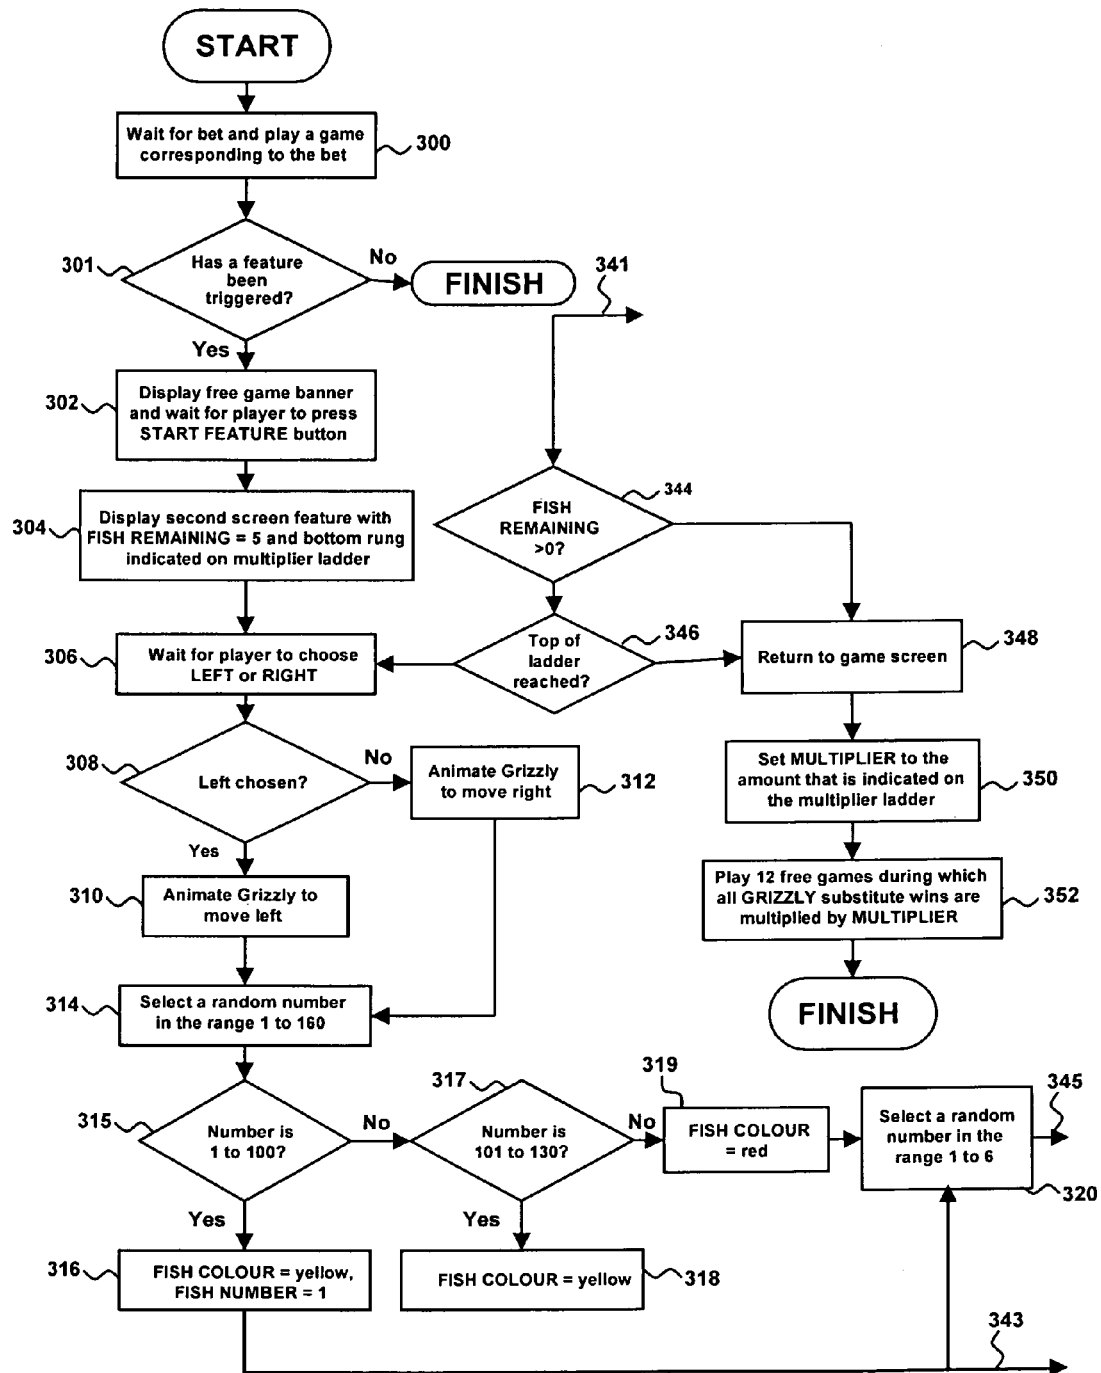 START
Wait for bet and play a game
corresponding to the bet
300
301
Has a feature
been
triggered?
No
FINISH
341
Yes
302
Display free game banner
and wait for player to press
START FEATURE button
304
Display second screen feature with
FISH REMAINING = 5 and bottom rung
indicated on multiplier ladder
344
FISH
REMAINING
>0?
306
Wait for player to choose
LEFT or RIGHT
346
Top of
ladder
reached?
348
Return to game screen
308
Left chosen?
No
Animate Grizzly
to move right
312
Set MULTIPLIER to the
amount that is indicated on
the multiplier ladder
350
Yes
310
Animate Grizzly to
move left
Play 12 free games during which
all GRIZZLY substitute wins are
multiplied by MULTIPLIER
352
314
Select a random number
in the range 1 to 160
FINISH
315
Number is
1 to 100?
No
317
Number is
101 to 130?
No
319
FISH COLOUR
= red
Select a random
number in the
range 1 to 6
345
320
Yes
Yes
316
FISH COLOUR = yellow,
FISH NUMBER = 1
FISH COLOUR = yellow
318
343